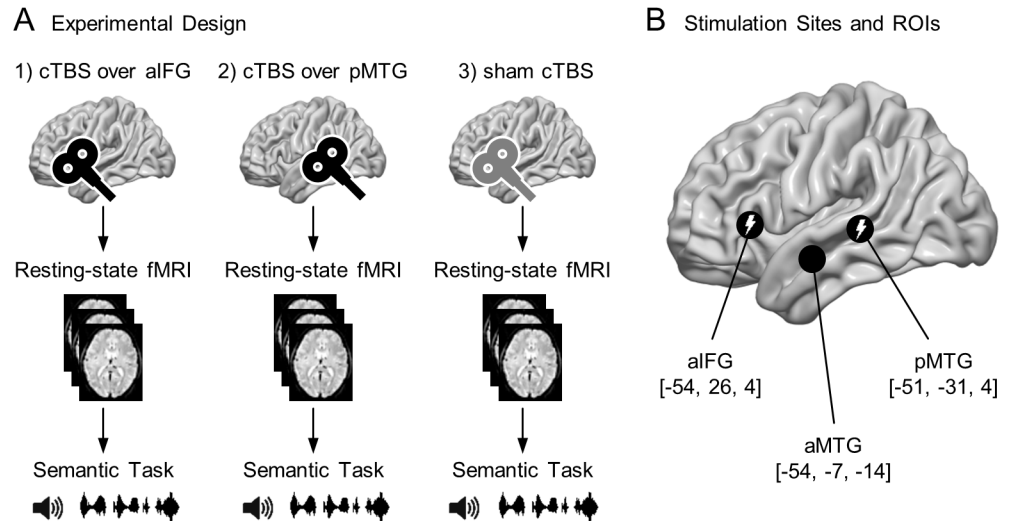 A Experimental Design
1) cTBS over aIFG
2) cTBS over pMTG
3) sham cTBS
Resting-state fMRI
Resting-state fMRI
Resting-state fMRI
Semantic Task
Semantic Task
Semantic Task
B Stimulation Sites and ROIs
aIFG
[-54, 26, 4]
pMTG
[-51, -31, 4]
aMTG
[-54, -7, -14]